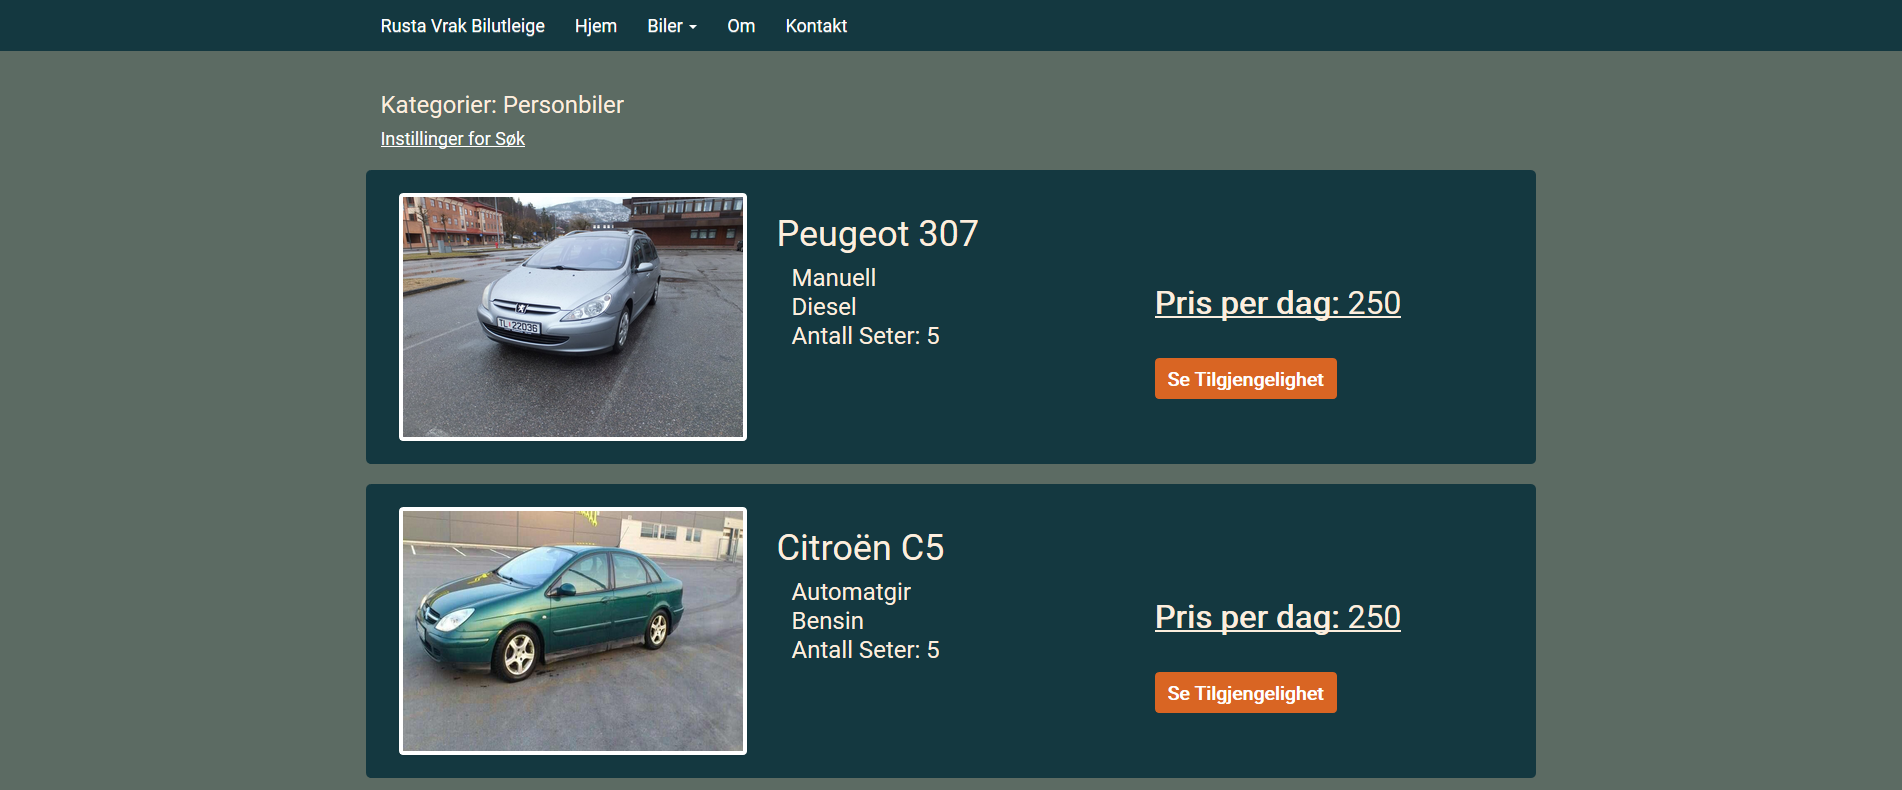 Rusta Vrak Bilutleige Hjem Biler Om Kontakt
Kategorier: Personbiler
Instillinger for Søk
Peugeot 307
Manuell
Diesel
Antall Seter: 5
Pris per dag: 250
Se Tilgjengelighet
TL 22036
Citroën C5
Automatgir
Bensin
Antall Seter: 5
Pris per dag: 250
Se Tilgjengelighet